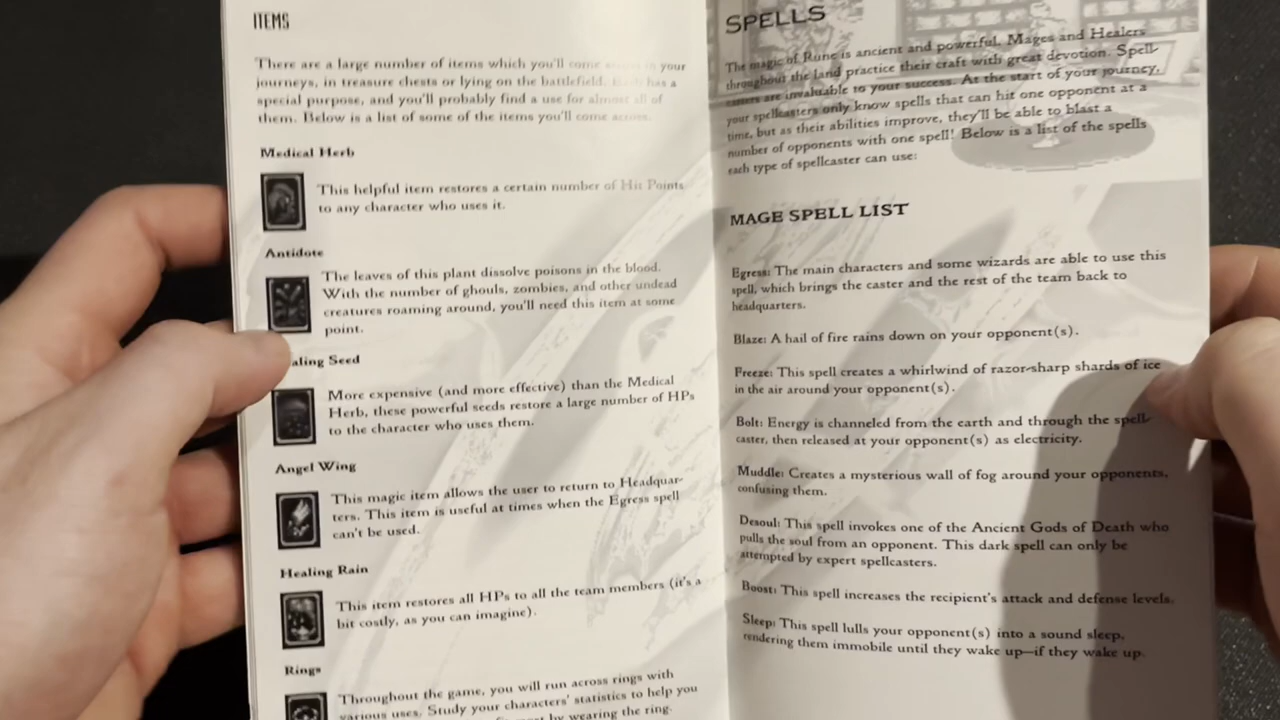 ITEMS
There are a large number of items which you'll come across in your
journeys, in treasure chests or lying on the battlefield. Each has a
special purpose, and you'll probably find a use for almost all of
them. Below is a list of some of the items you'll come across.
Medical Herb
This helpful item restores a certain number of Hit Points
to any character who uses it.
Antidote
The leaves of this plant dissolve poisons in the blood.
With the number of ghouls, zombies, and other undead
creatures roaming around, you'll need this item at some
point.
aling Seed
More expensive (and more effective) than the Medical
Herb, these powerful seeds restore a large number of HPs
to the character who uses them.
Angel Wing
This magic item allows the user to return to Headquar-
ters. This item is useful at times when the Egress spell
can't be used.
Healing Rain
This item restores all HPs to all the team members (it's a
bit costly, as you can imagine).
Rings
Throughout the game, you will run across rings with
various uses. Study your characters' statistics to help you
by wearing the ring.
SPELLS
The magic of Rune is ancient and powerful. Mages and Healers
throughout the land practice their craft with great devotion. Spell-
casters are invaluable to your success. At the start of your journey,
your spellcasters only know spells that can hit one opponent at a
time, but as their abilities improve, they'll be able to blast a
number of opponents with one spell! Below is a list of the spells
each type of spellcaster can use:
MAGE SPELL LIST
Egress: The main characters and some wizards are able to use this
spell, which brings the caster and the rest of the team back to
headquarters.
Blaze: A hail of fire rains down on your opponent(s).
Freeze: This spell creates a whirlwind of razor-sharp shards of ice
in the air around your opponent(s).
Bolt: Energy is channeled from the earth and through the spell-
caster, then released at your opponent(s) as electricity.
Muddle: Creates a mysterious wall of fog around your opponents,
confusing them.
Desoul: This spell invokes one of the Ancient Gods of Death who
pulls the soul from an opponent. This dark spell can only be
attempted by expert spellcasters.
Boost: This spell increases the recipient's attack and defense levels.
Sleep: This spell lulls your opponent(s) into a sound sleep,
rendering them immobile until they wake up—if they wake up.